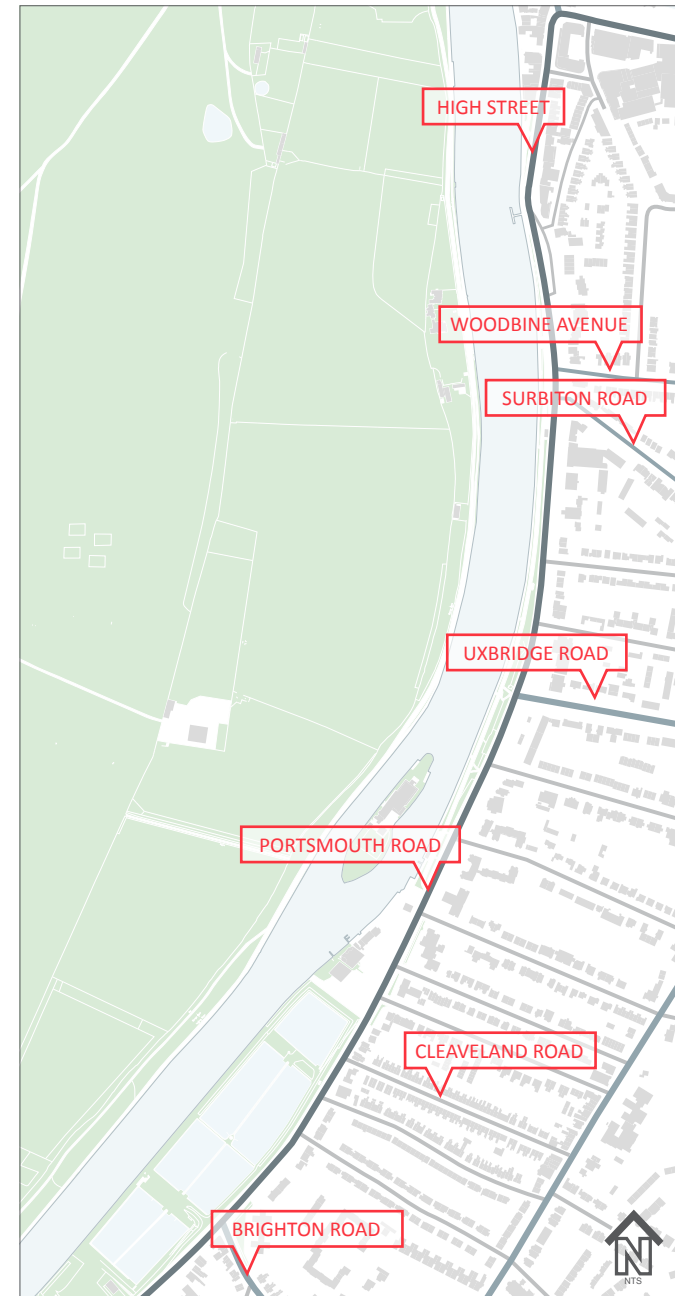 HIGH STREET
WOODBINE AVENUE
SURBITON ROAD
UXBRIDGE ROAD
PORTSMOUTH ROAD
CLEAVELAND ROAD
BRIGHTON ROAD
N
NTS